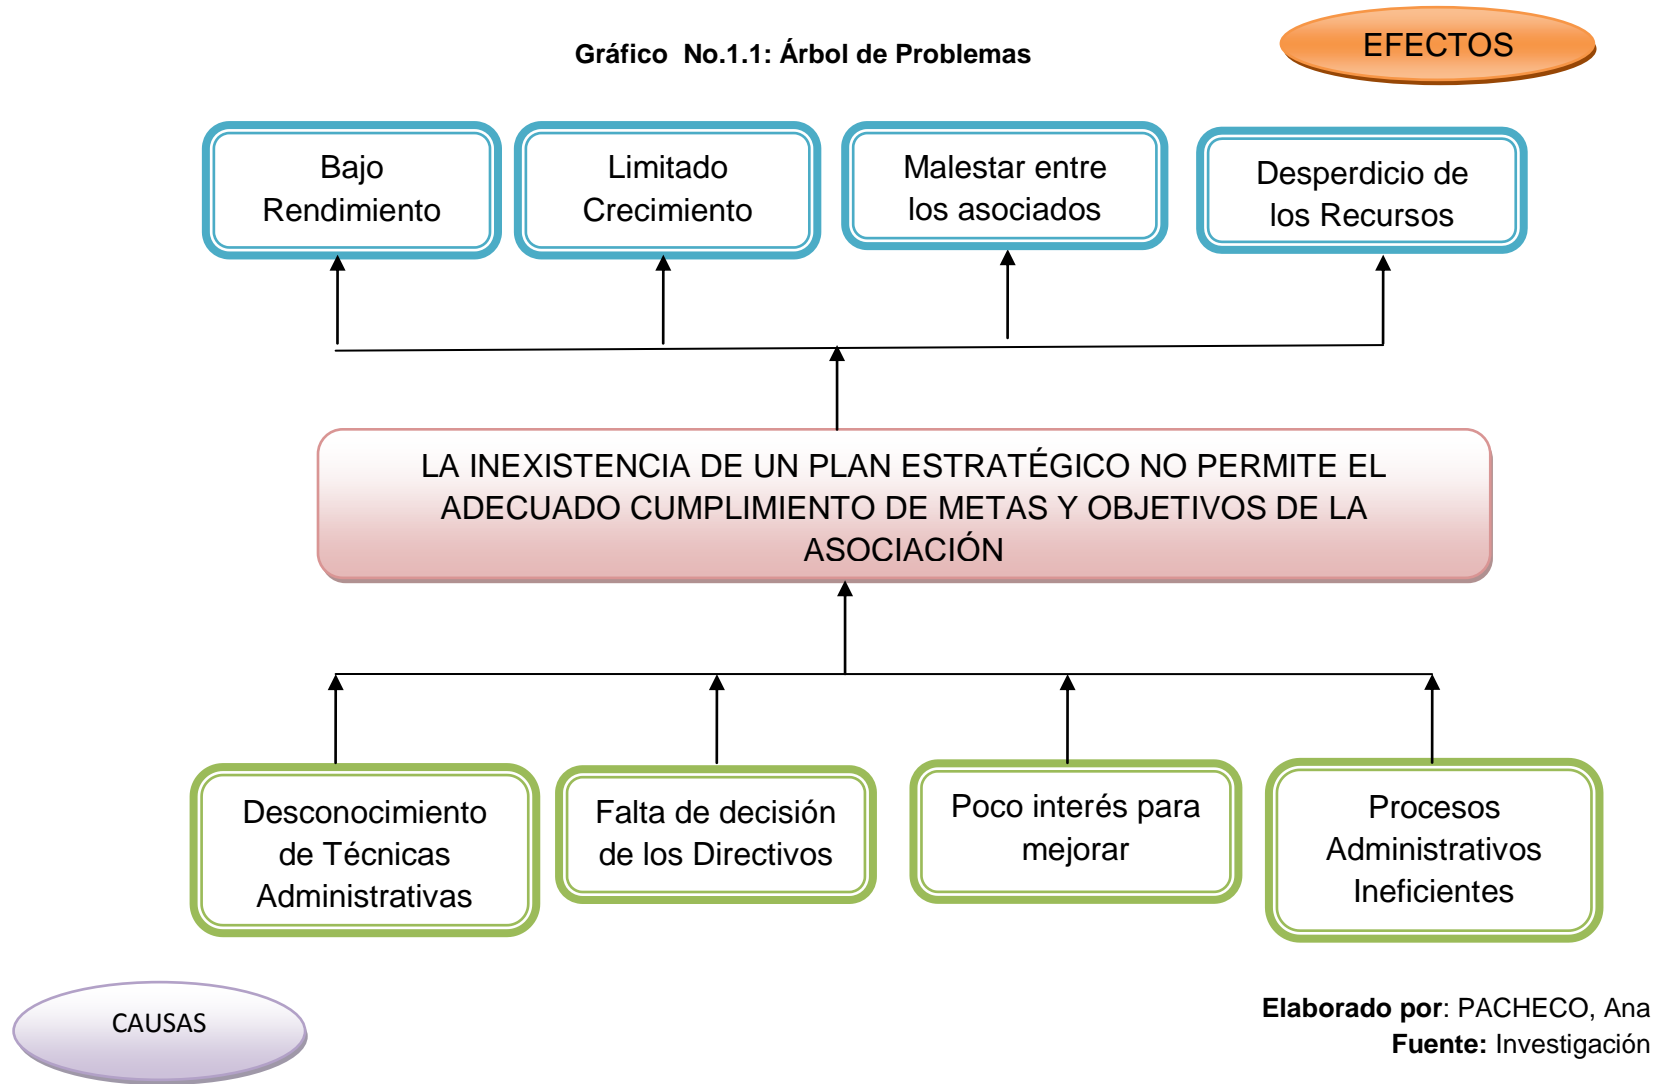 Gráfico No.1.1: Árbol de Problemas
EFECTOS
Bajo
Rendimiento
Limitado
Crecimiento
Malestar entre
los asociados
Desperdicio de
los Recursos
LA INEXISTENCIA DE UN PLAN ESTRATÉGICO NO PERMITE EL
ADECUADO CUMPLIMIENTO DE METAS Y OBJETIVOS DE LA
ASOCIACIÓN
Desconocimiento
de Técnicas
Administrativas
Falta de decisión
de los Directivos
Poco interés para
mejorar
Procesos
Administrativos
Ineficientes
CAUSAS
Elaborado por: PACHECO, Ana
Fuente: Investigación